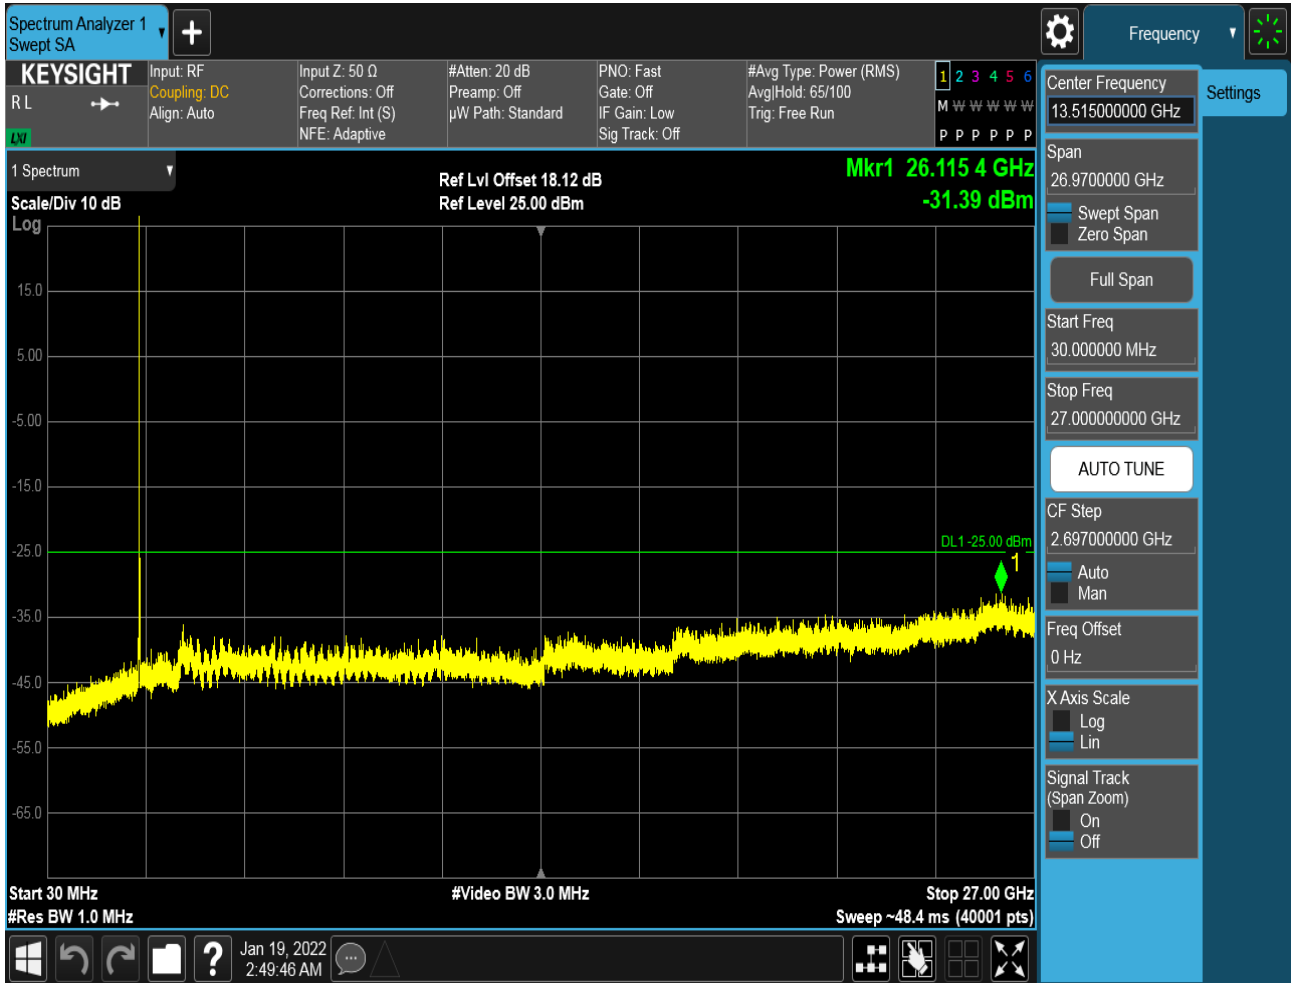 Spectrum Analyzer 1
Swept SA
Frequency
KEYSIGHT
R L
LXI
Input: RF
Coupling: DC
Align: Auto
Input Z: 50 Ω
Corrections: Off
Freq Ref: Int (S)
NFE: Adaptive
#Atten: 20 dB
Preamp: Off
µW Path: Standard
PNO: Fast
Gate: Off
IF Gain: Low
Sig Track: Off
#Avg Type: Power (RMS)
Avg|Hold: 65/100
Trig: Free Run
1 2 3 4 5 6
M W W W W W
P P P P P P
Center Frequency
13.515000000 GHz
Settings
Span
26.9700000 GHz
Swept Span
Zero Span
Full Span
Start Freq
30.000000 MHz
Stop Freq
27.000000000 GHz
AUTO TUNE
CF Step
2.697000000 GHz
Auto
Man
Freq Offset
0 Hz
X Axis Scale
Log
Lin
Signal Track
(Span Zoom)
On
Off
1 Spectrum
Scale/Div 10 dB
Log
Ref Lvl Offset 18.12 dB
Ref Level 25.00 dBm
Mkr1 26.115 4 GHz
-31.39 dBm
15.0
5.00
-5.00
-15.0
-25.0
-35.0
-45.0
-55.0
-65.0
DL1 -25.00 dBm
1
Start 30 MHz
#Video BW 3.0 MHz
Stop 27.00 GHz
#Res BW 1.0 MHz
Sweep ~48.4 ms (40001 pts)
?
Jan 19, 2022
2:49:46 AM